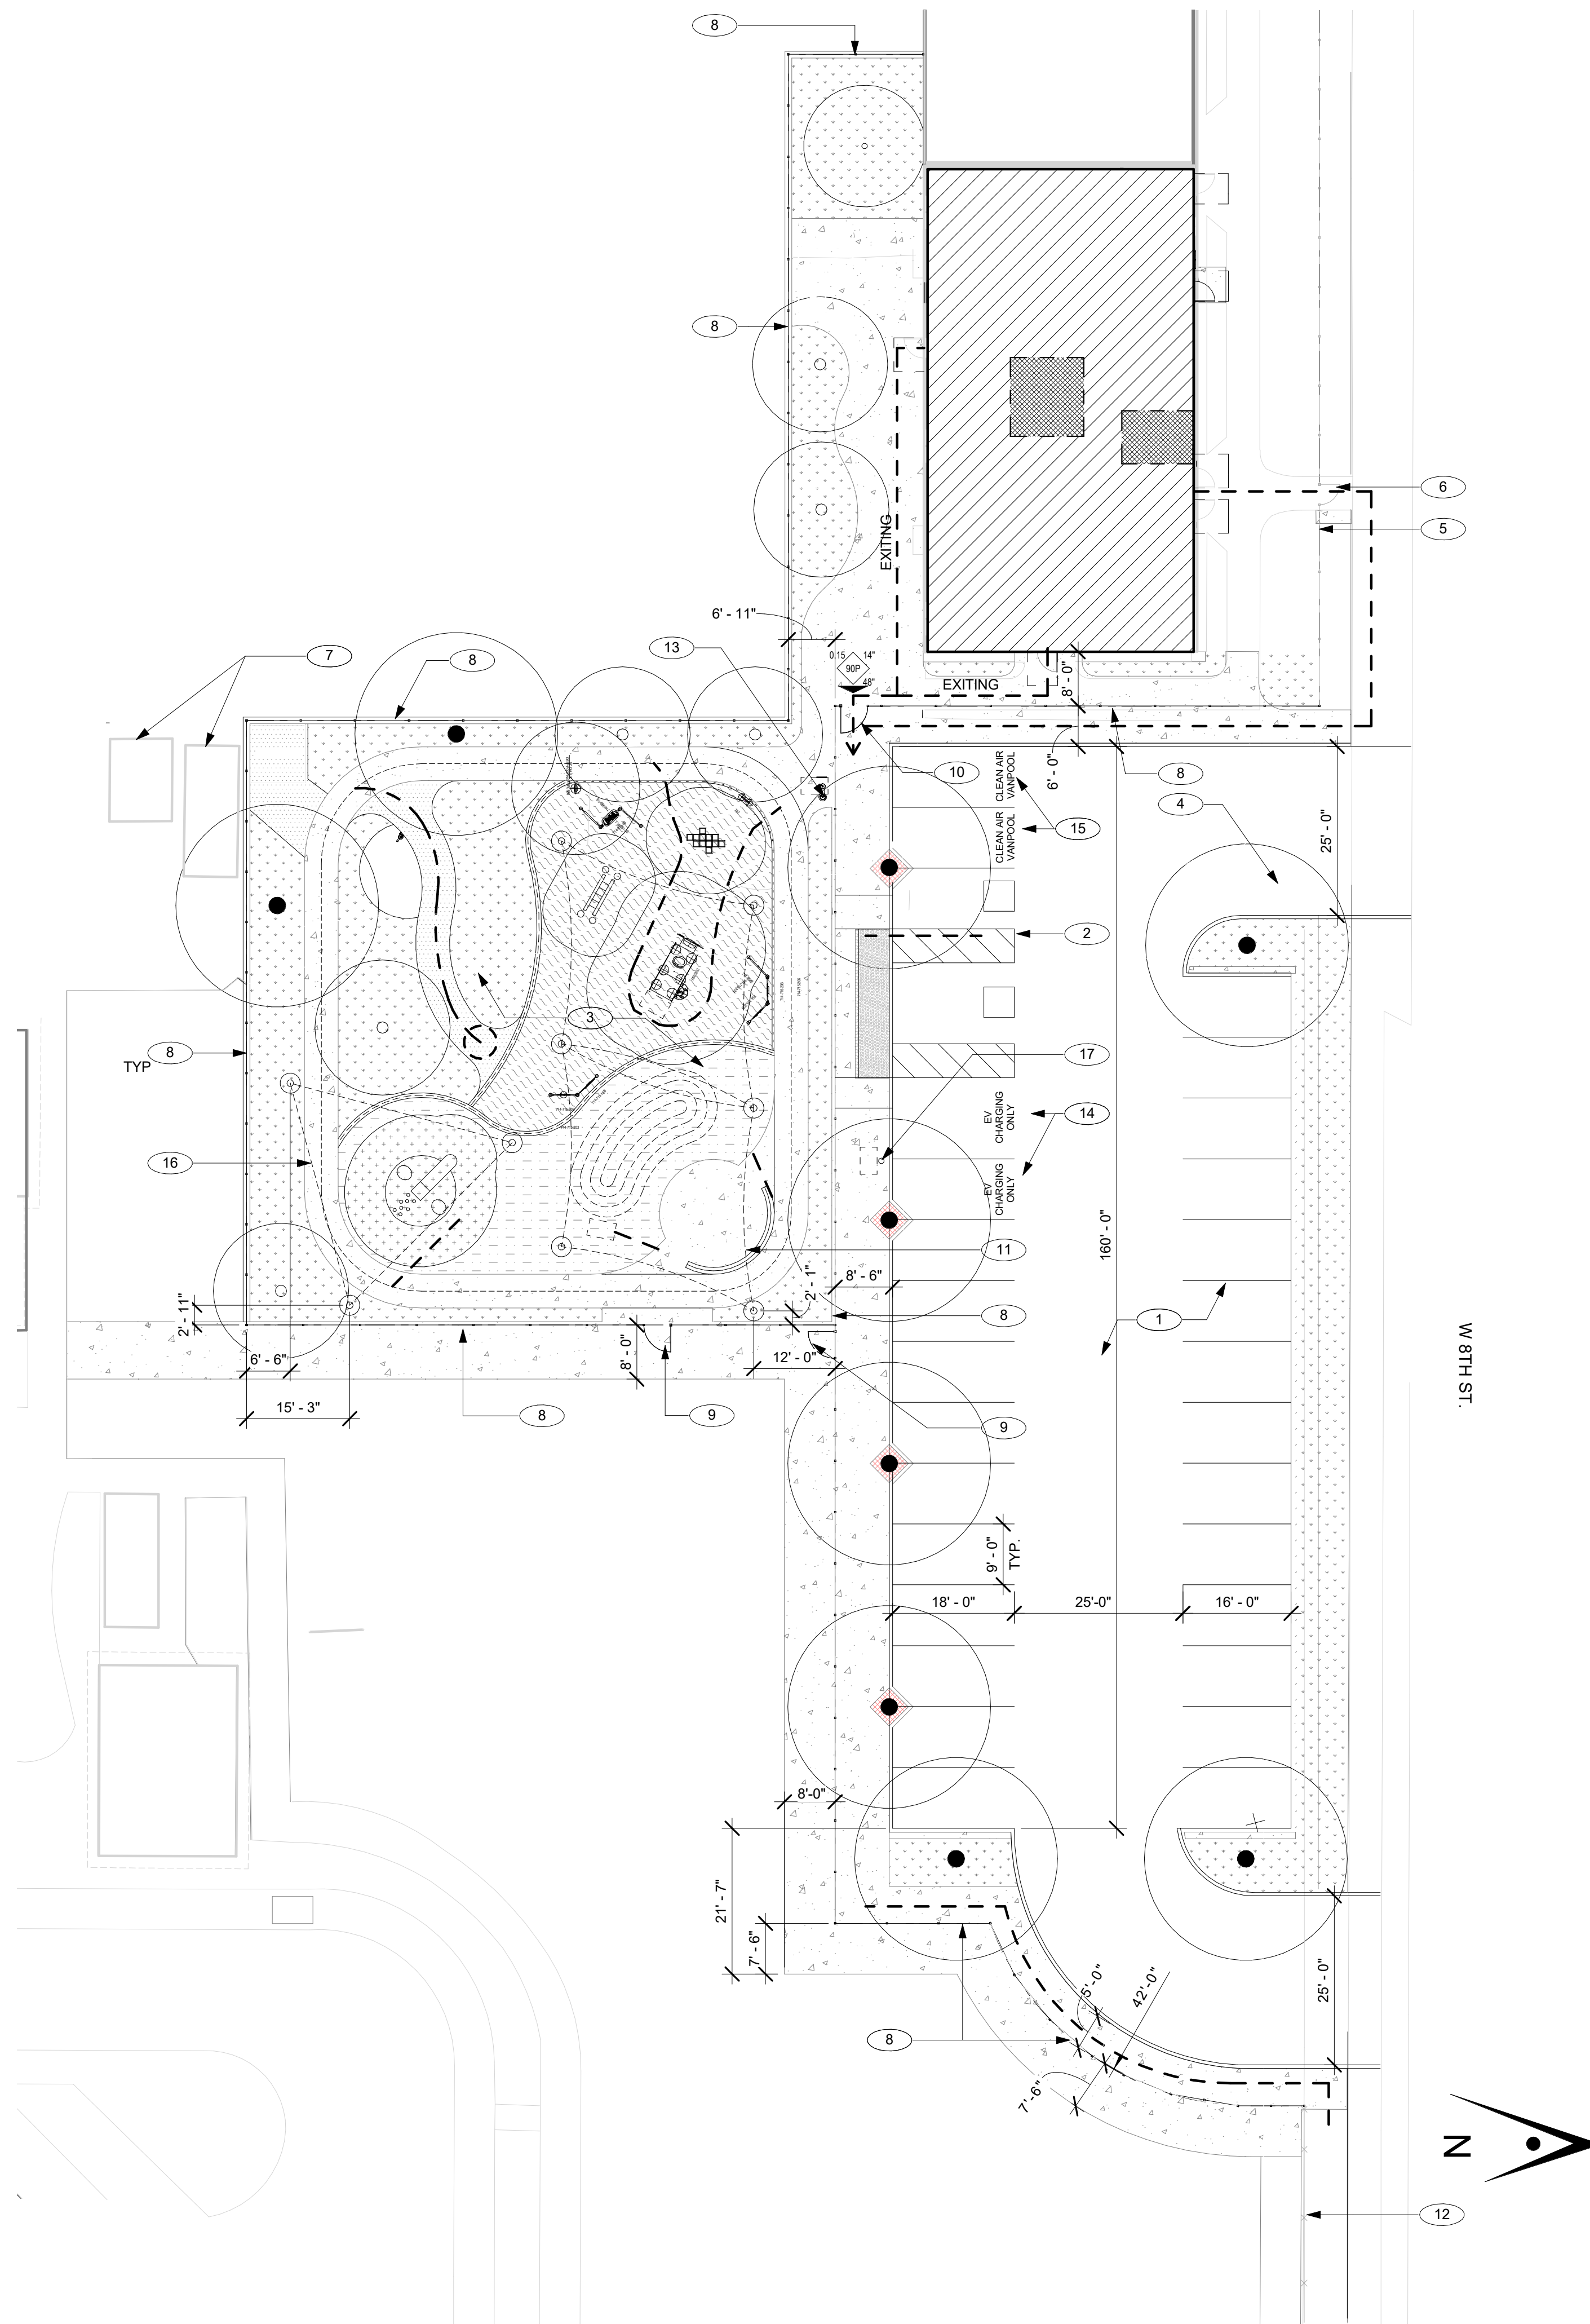 8
8
6
5
EXITING
6' - 11"
13
7
8
0.15
14"
90P
48"
EXITING
8' - 0"
6' - 0"
10
8
CLEAN AIR
VANPOOL
4
CLEAN AIR
VANPOOL
15
25' - 0"
2
3
8
TYP
17
EV
CHARGING
ONLY
14
16
EV
CHARGING
ONLY
160' - 0"
11
8' - 6"
2' - 1"
8
2' - 11"
1
W 8TH ST.
6' - 6"
8' - 0"
12' - 0"
15' - 3"
8
9
9
9' - 0"
TYP.
18' - 0"
25'-0"
16' - 0"
8'-0"
21' - 7"
7' - 6"
25' - 0"
5'-0"
42'-0"
8
7'-6"
N
12